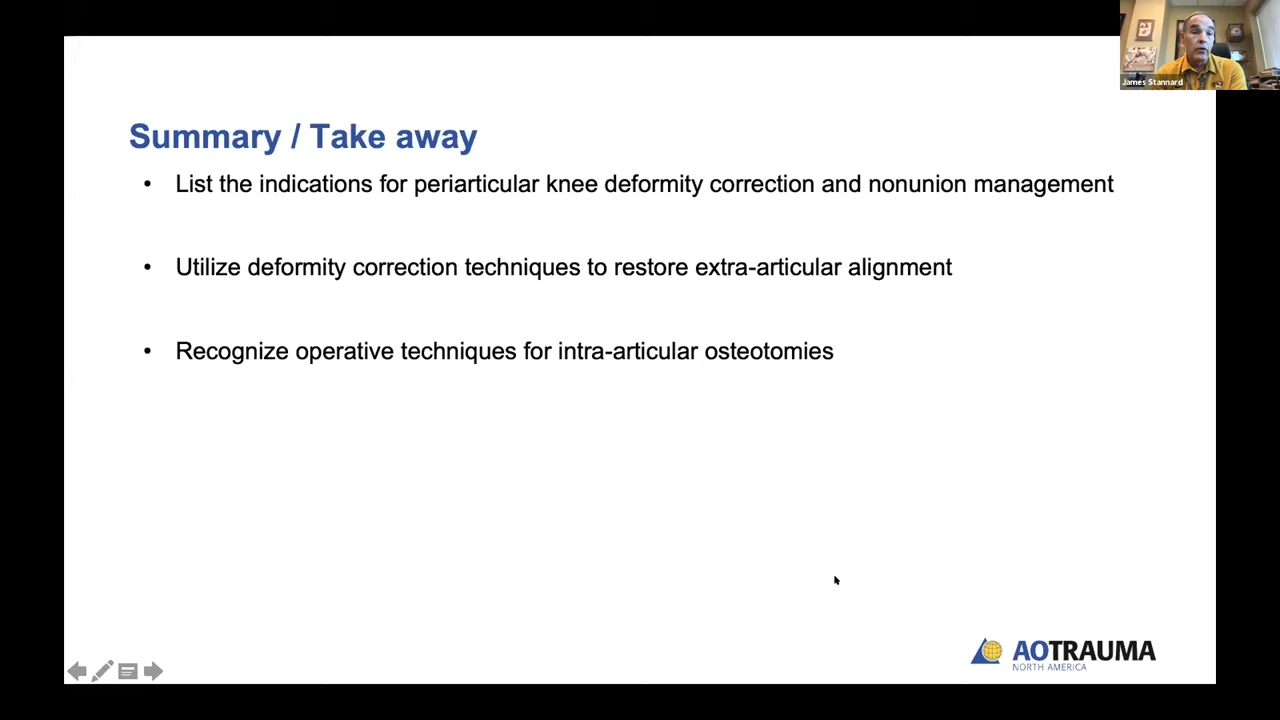 James Stannard
Summary / Take away
• List the indications for periarticular knee deformity correction and nonunion management
• Utilize deformity correction techniques to restore extra-articular alignment
• Recognize operative techniques for intra-articular osteotomies
AOTRAUMA
NORTH AMERICA